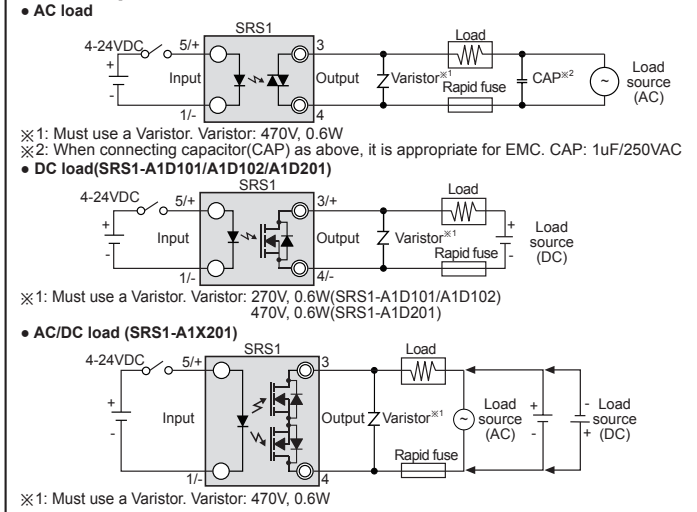 ● AC load
SRS1
4-24VDC 5/+ 3 Load
+ Input Output Varistor※1 Rapid fuse CAP※2 ~ Load source (AC)
- 1/- 4
※1: Must use a Varistor. Varistor: 470V, 0.6W
※2: When connecting capacitor(CAP) as above, it is appropriate for EMC. CAP: 1uF/250VAC
● DC load(SRS1-A1D101/A1D102/A1D201)
SRS1
4-24VDC 5/+ 3/+ Load
+ Input Output Varistor※1 Rapid fuse + Load source (DC)
- 1/- 4/- -
※1: Must use a Varistor. Varistor: 270V, 0.6W(SRS1-A1D101/A1D102)
470V, 0.6W(SRS1-A1D201)
● AC/DC load (SRS1-A1X201)
SRS1
4-24VDC 5/+ 3 Load
+ Input Output Varistor※1 ~ Load source (AC) + - Load source (DC)
- Rapid fuse - +
1/- 4
※1: Must use a Varistor. Varistor: 470V, 0.6W